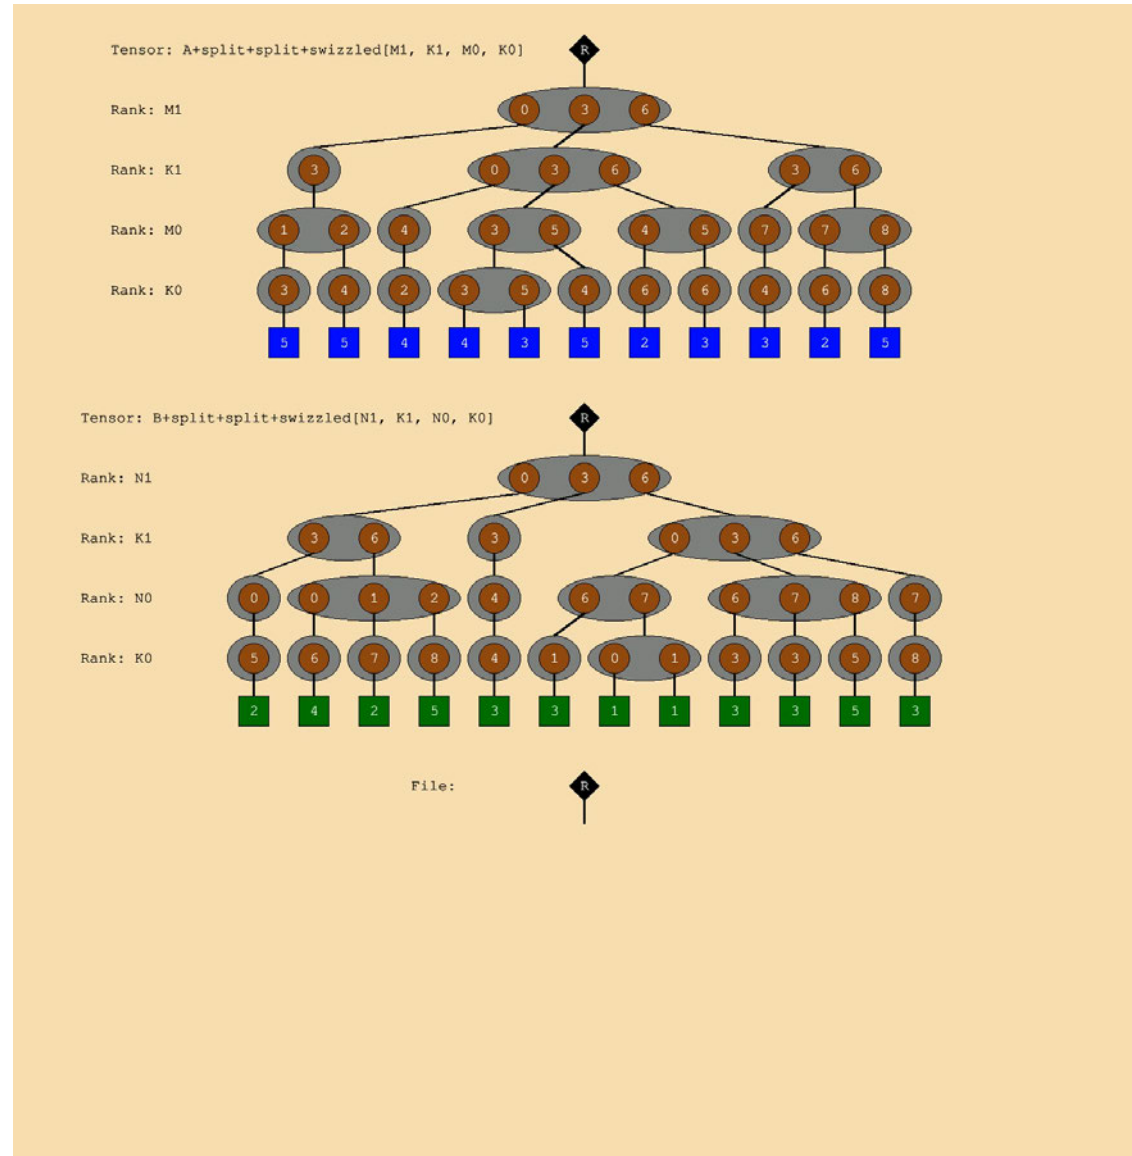 Tensor: A+split+split+swizzled[M1, K1, M0, K0] R
Rank: M1 0 3 6
Rank: K1 3 0 3 6 3 6
Rank: M0 1 2 4 3 5 4 5 7 7 8
Rank: K0 3 4 2 3 5 4 6 6 4 6 8
5 5 4 4 3 5 2 3 3 2 5
Tensor: B+split+split+swizzled[N1, K1, N0, K0] R
Rank: N1 0 3 6
Rank: K1 3 6 3 0 3 6
Rank: N0 0 0 1 2 4 6 7 6 7 8 7
Rank: K0 5 6 7 8 4 1 0 1 3 3 5 8
2 4 2 5 3 3 1 1 3 3 5 3
File: R